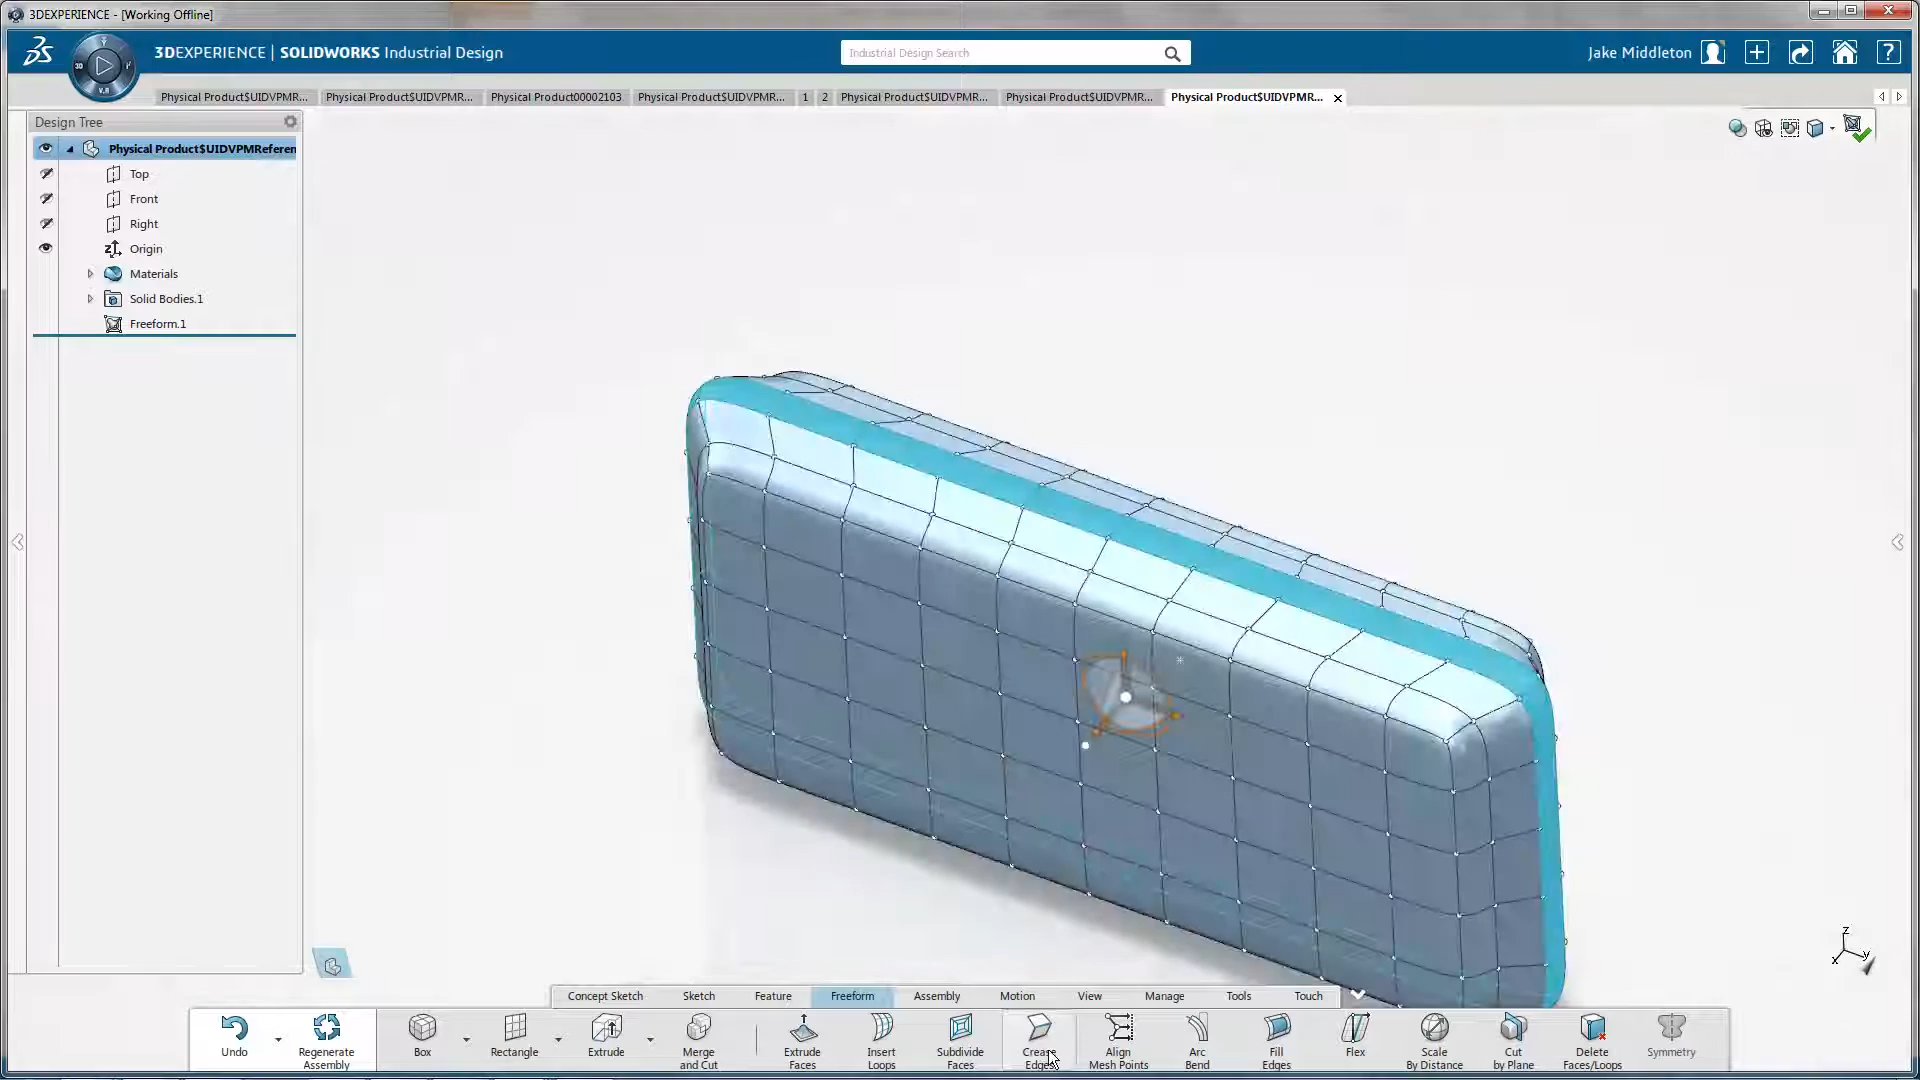 3DEXPERIENCE - [Working Offline]
3DEXPERIENCE | SOLIDWORKS Industrial Design
Industrial Design Search
Jake Middleton
3D
V.R
Physical Product$UIDVPMR...
Physical Product$UIDVPMR...
Physical Product00002103
Physical Product$UIDVPMR...
1
2
Physical Product$UIDVPMR...
Physical Product$UIDVPMR...
Physical Product$UIDVPMR...
Design Tree
Physical Product$UIDVPMReferen
Top
Front
Right
Origin
Materials
Solid Bodies.1
Freeform.1
z
x
y
Concept Sketch
Sketch
Feature
Freeform
Assembly
Motion
View
Manage
Tools
Touch
Undo
Regenerate
Assembly
Box
Rectangle
Extrude
Merge
and Cut
Extrude
Faces
Insert
Loops
Subdivide
Faces
Crease
Edges
Align
Mesh Points
Arc
Bend
Fill
Edges
Flex
Scale
By Distance
Cut
by Plane
Delete
Faces/Loops
Symmetry